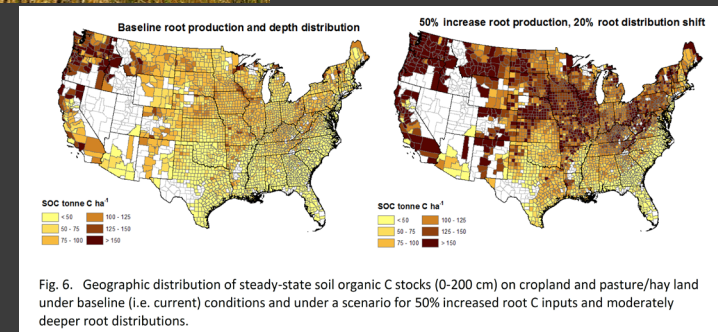 Baseline root production and depth distribution
50% increase root production, 20% root distribution shift
SOC tonne C ha-1
< 50
100 - 125
50 - 75
125 - 150
75 - 100
> 150
SOC tonne C ha-1
< 50
100 - 125
50 - 75
125 - 150
75 - 100
> 150
Fig. 6. Geographic distribution of steady-state soil organic C stocks (0-200 cm) on cropland and pasture/hay land
under baseline (i.e. current) conditions and under a scenario for 50% increased root C inputs and moderately
deeper root distributions.